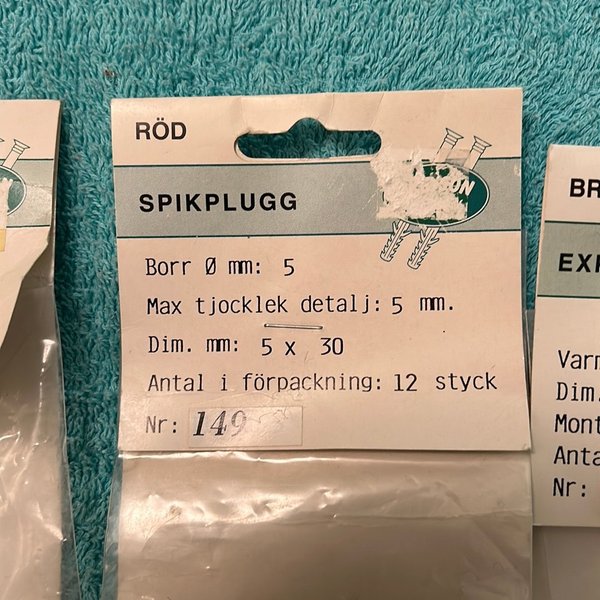 RÖD
SPIKPLUGG
Borr Ø mm: 5
Max tjocklek detalj: 5 mm.
Dim. mm: 5 x 30
Antal i förpackning: 12 styck
Nr: 149
BR
EX
Varm
Dim.
Mont
Anta
Nr: